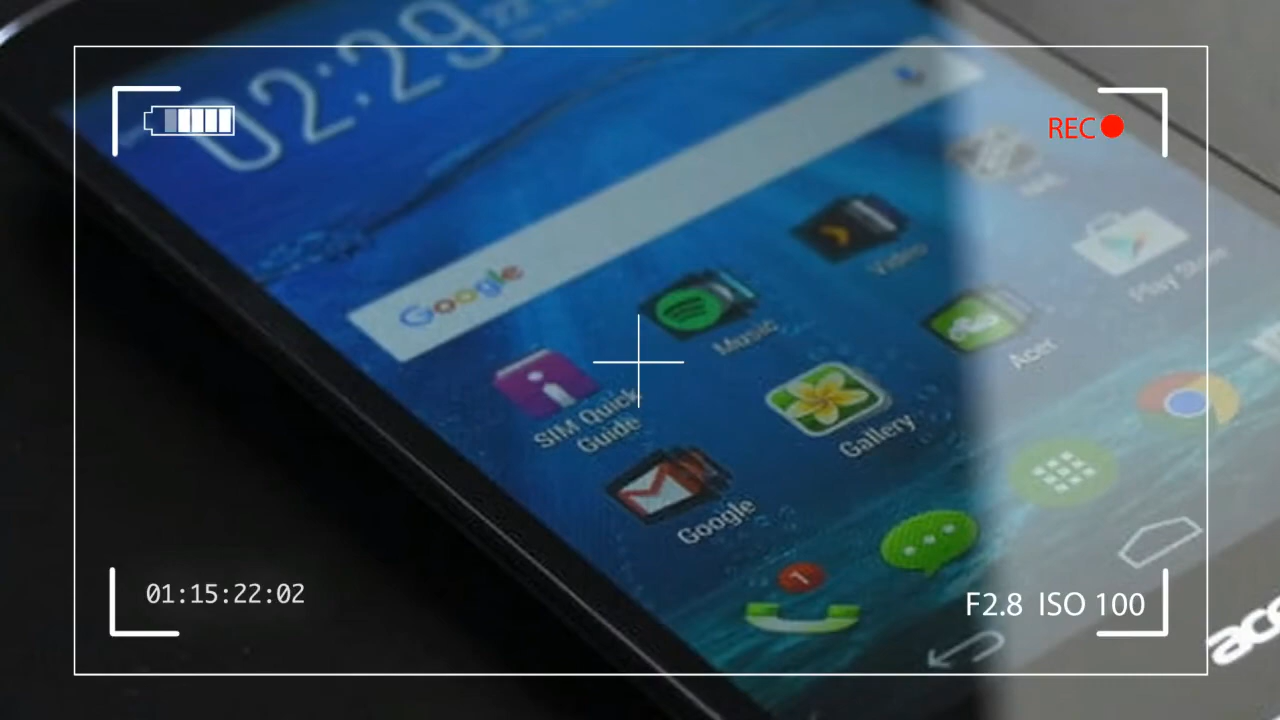 02:29
REC
Google
Video
Play Store
Music
Acer
SIM Quick
Guide
Gallery
Google
1
01:15:22:02
F2.8 ISO 100
acer